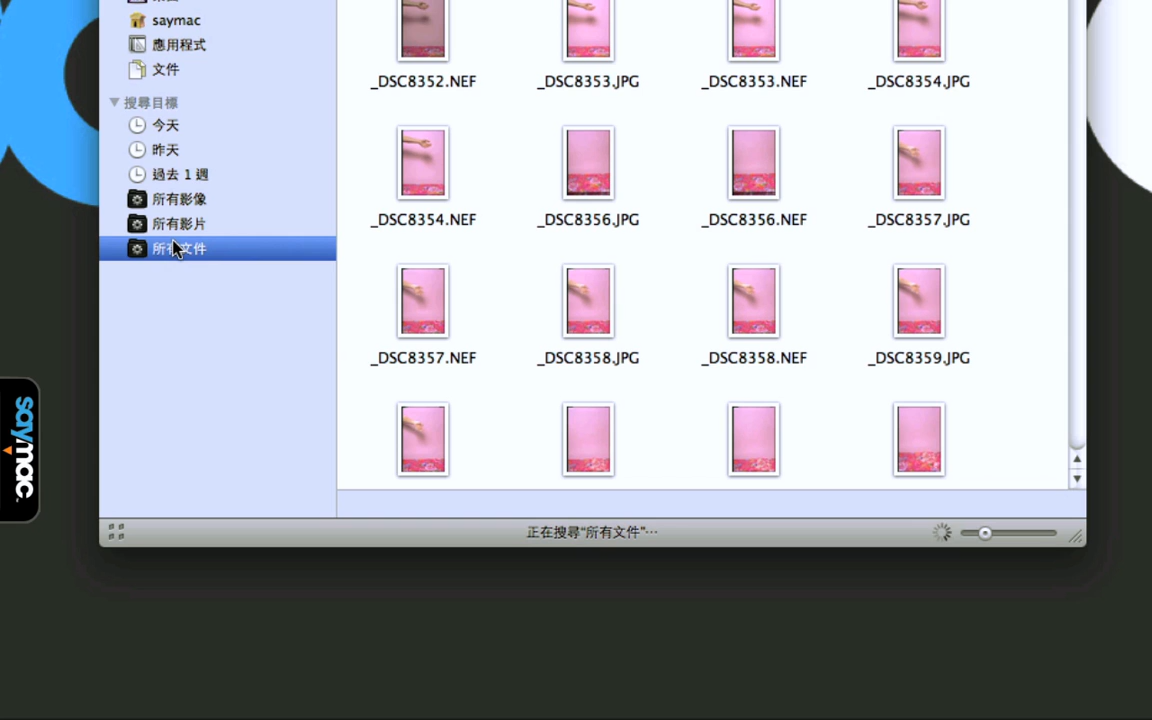 saymac
應用程式
文件
搜尋目標
今天
昨天
過去 1 週
所有影像
所有影片
所有文件
_DSC8352.NEF
_DSC8353.JPG
_DSC8353.NEF
_DSC8354.JPG
_DSC8354.NEF
_DSC8356.JPG
_DSC8356.NEF
_DSC8357.JPG
_DSC8357.NEF
_DSC8358.JPG
_DSC8358.NEF
_DSC8359.JPG
正在搜尋“所有文件”…
saymac